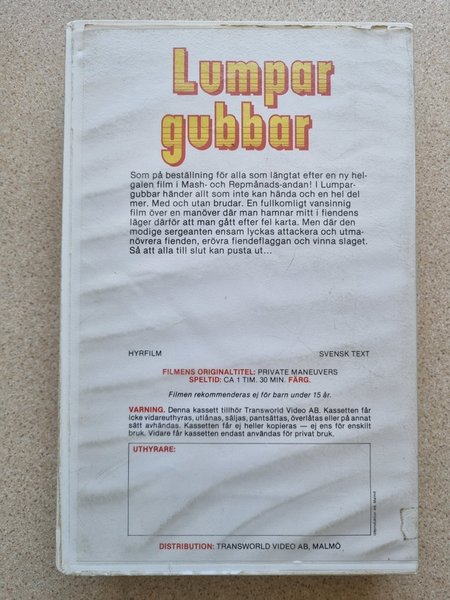 Lumpar
gubbar
Som på beställning för alla som längtat efter en ny hel-
galen film i Mash- och Repmånads-andan! I Lumpar-
gubbar händer allt som inte kan hända och en hel del
mer. Med och utan brudar. En fullkomligt vansinnig
film över en manöver där man hamnar mitt i fiendens
läger därför att man gått efter fel karta. Men där den
modige sergeanten ensam lyckas attackera och utma-
növrera fienden, erövra fiendeflaggan och vinna slaget.
Så att alla till slut kan pusta ut...
HYRFILM SVENSK TEXT
FILMENS ORIGINALTITEL: PRIVATE MANEUVERS
SPELTID: CA 1 TIM. 30 MIN. FÄRG.
Filmen rekommenderas ej för barn under 15 år.
VARNING. Denna kassett tillhör Transworld Video AB. Kassetten får
icke vidareuthyras, utlånas, säljas, pantsättas, överlåtas eller på annat
sätt avhändas. Kassetten får ej heller kopieras — ej ens för enskilt
bruk. Vidare får kassetten endast användas för privat bruk.
UTHYRARE:
DISTRIBUTION: TRANSWORLD VIDEO AB, MALMÖ